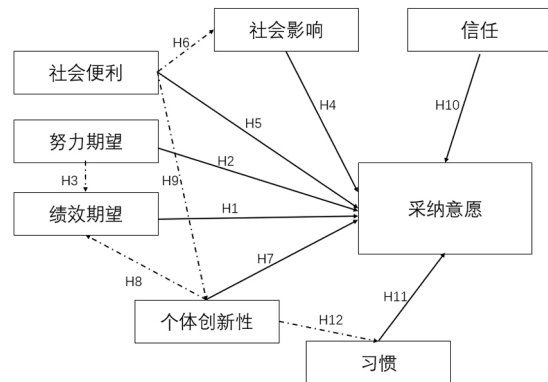 社会影响
信任
H6
社会便利
H10
H4
H5
努力期望
H2
H3
H9
绩效期望
H1
采纳意愿
H7
H8
H11
个体创新性
H12
习惯